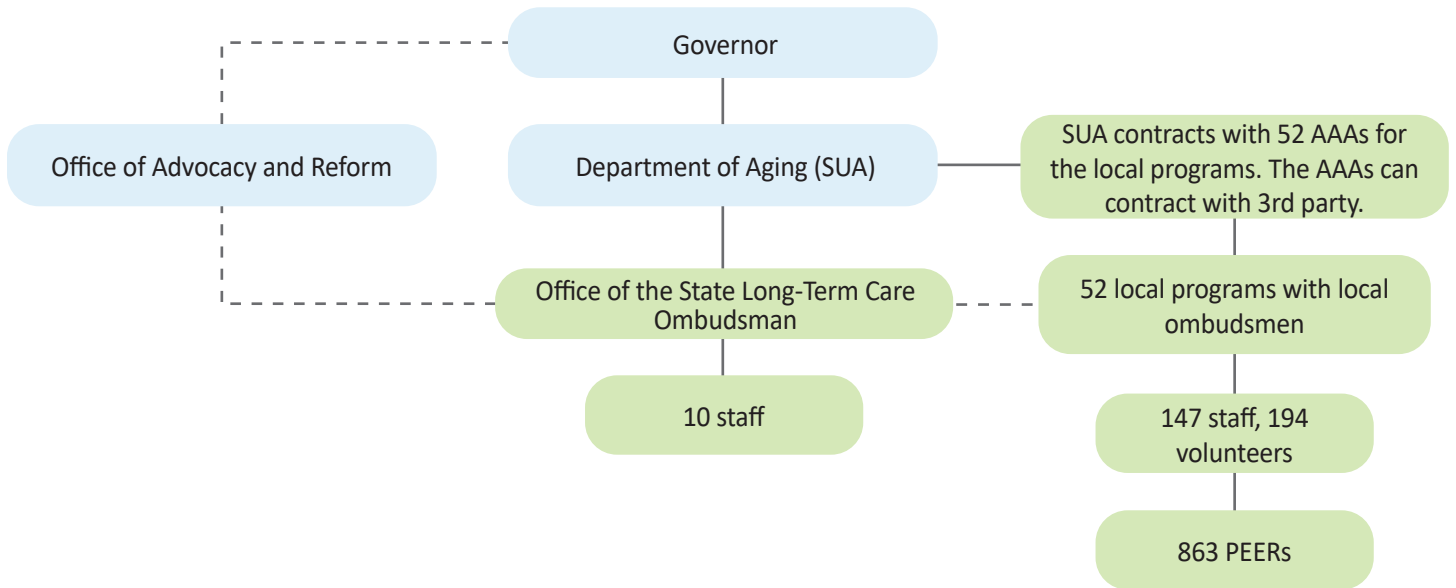 Governor
Office of Advocacy and Reform
Department of Aging (SUA)
SUA contracts with 52 AAAs for
the local programs. The AAAs can
contract with 3rd party.
Office of the State Long-Term Care
Ombudsman
52 local programs with local
ombudsmen
10 staff
147 staff, 194
volunteers
863 PEERs